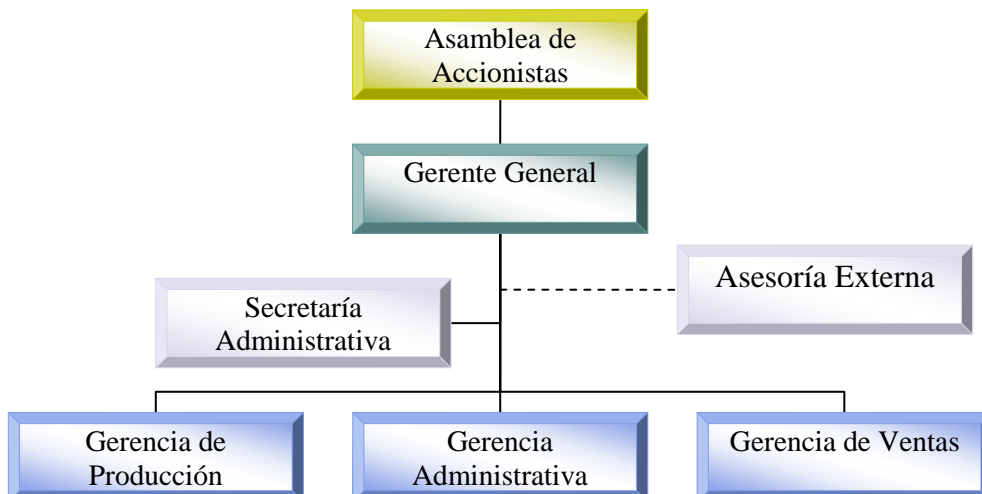 Asamblea de
Accionistas
Gerente General
Asesoría Externa
Secretaría
Administrativa
Gerencia de
Producción
Gerencia
Administrativa
Gerencia de Ventas